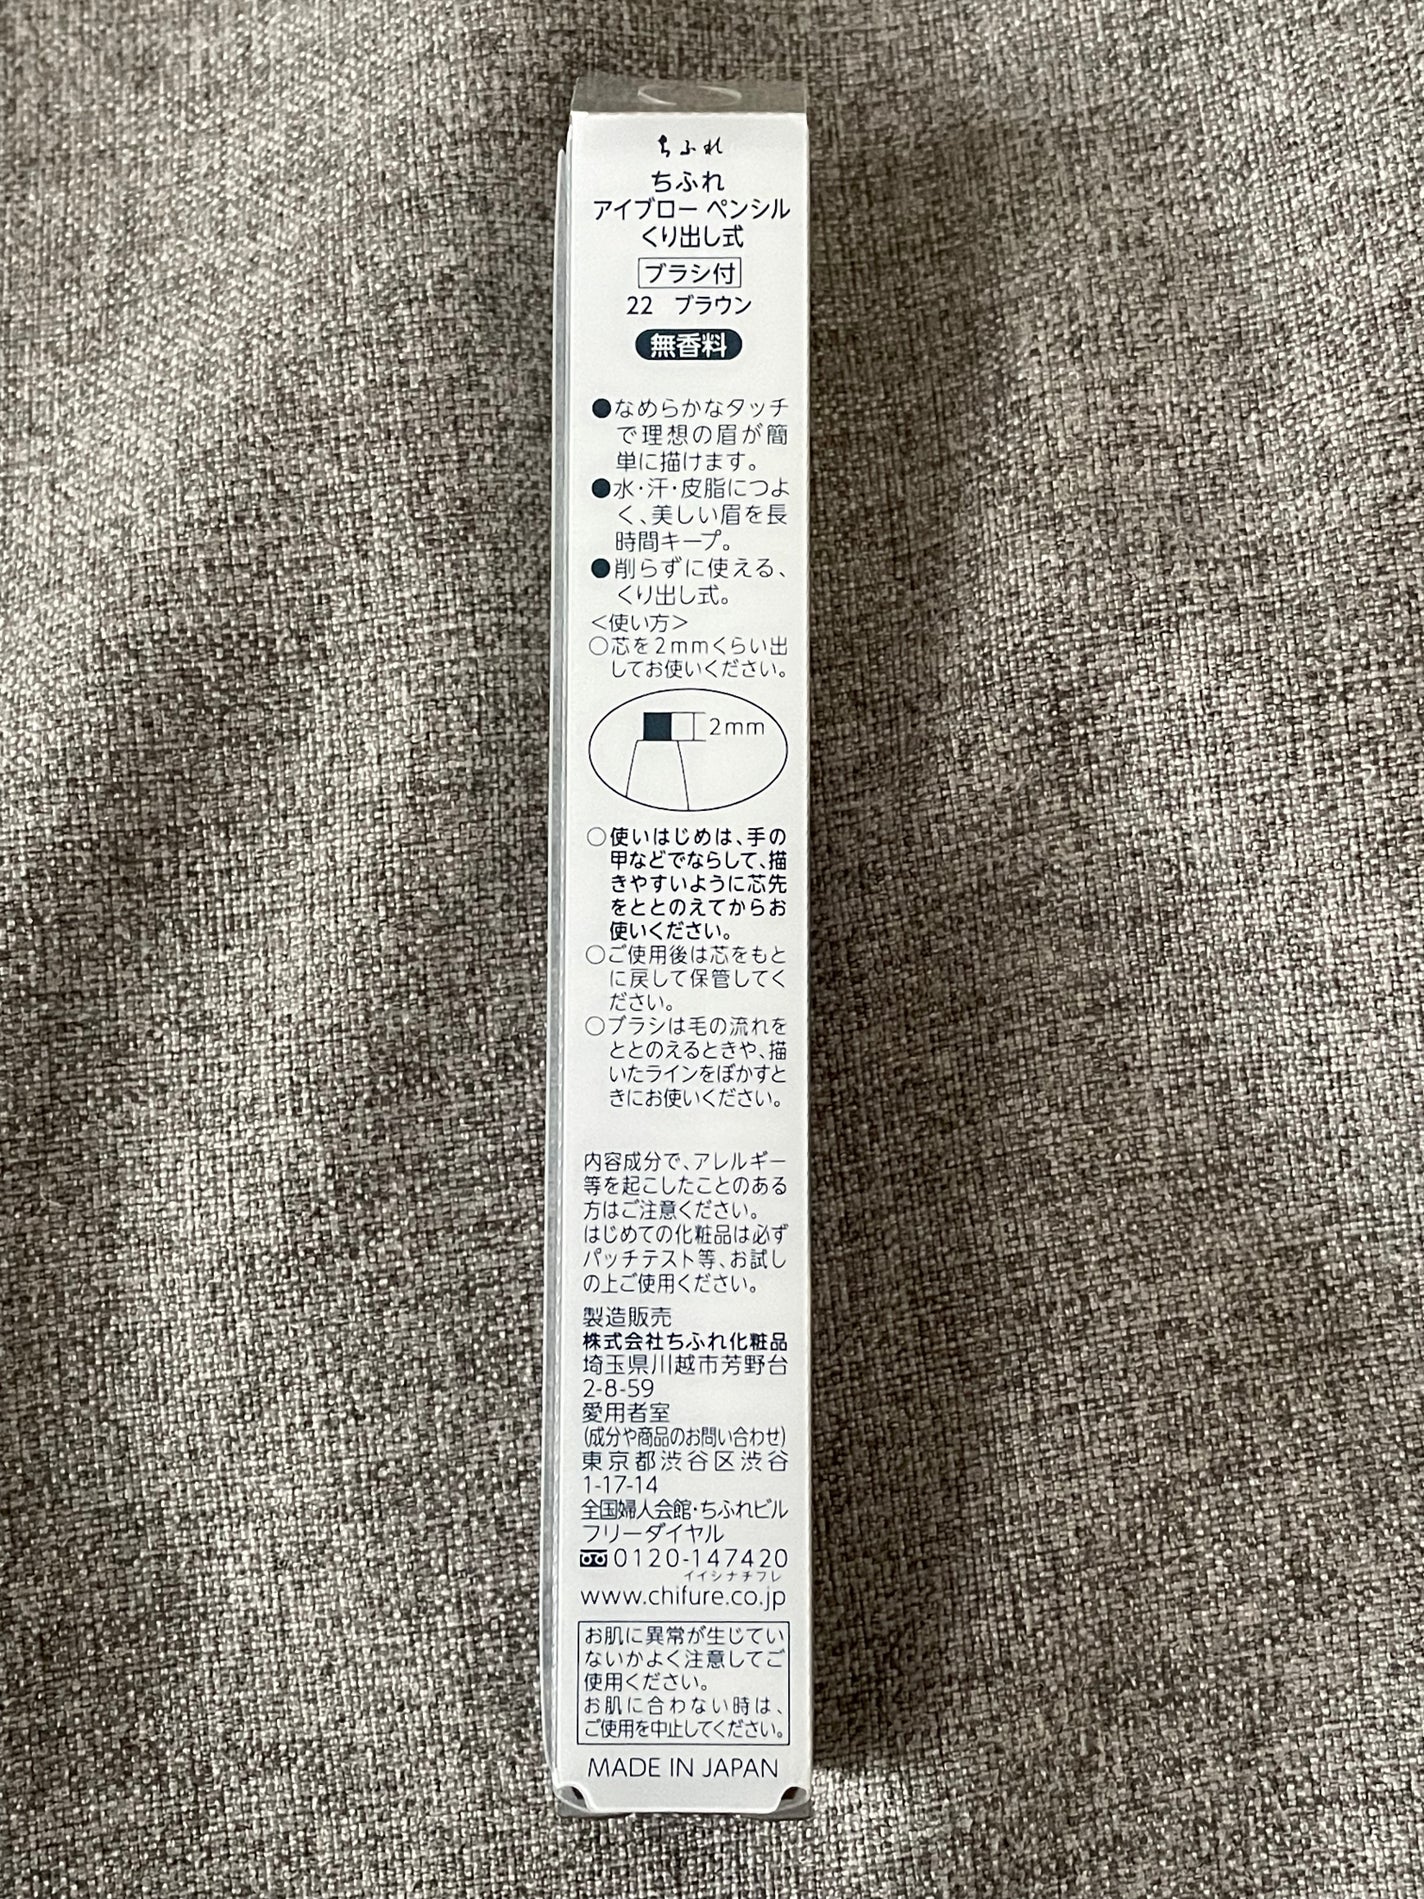 ちふれ
ちふれ
アイブロー ペンシル
くり出し式
ブラシ付
22 ブラウン
無香料
●なめらかなタッチ
で理想の眉が簡
単に描けます。
●水・汗・皮脂につよ
く、美しい眉を長
時間キープ。
●削らずに使える、
くり出し式。
＜使い方＞
○芯を2mmくらい出
してお使いください。
2mm
○使いはじめは、手の
甲などでならして、描
きやすいように芯先
をととのえてからお
使いください。
○ご使用後は芯をもと
に戻して保管してく
ださい。
○ブラシは毛の流れを
ととのえるときや、描
いたラインをぼかすと
きにお使いください。
内容成分で、アレルギー
等を起こしたことのある
方はご注意ください。
はじめての化粧品は必ず
パッチテスト等、お試し
の上ご使用ください。
製造販売
株式会社ちふれ化粧品
埼玉県川越市芳野台
2-8-59
愛用者室
(成分や商品のお問い合わせ)
東京都渋谷区渋谷
1-17-14
全国婦人会館・ちふれビル
フリーダイヤル
0120-147420
イイシナチフレ
www.chifure.co.jp
お肌に異常が生じてい
ないかよく注意してご
使用ください。
お肌に合わない時は、
ご使用を中止してください。
MADE IN JAPAN